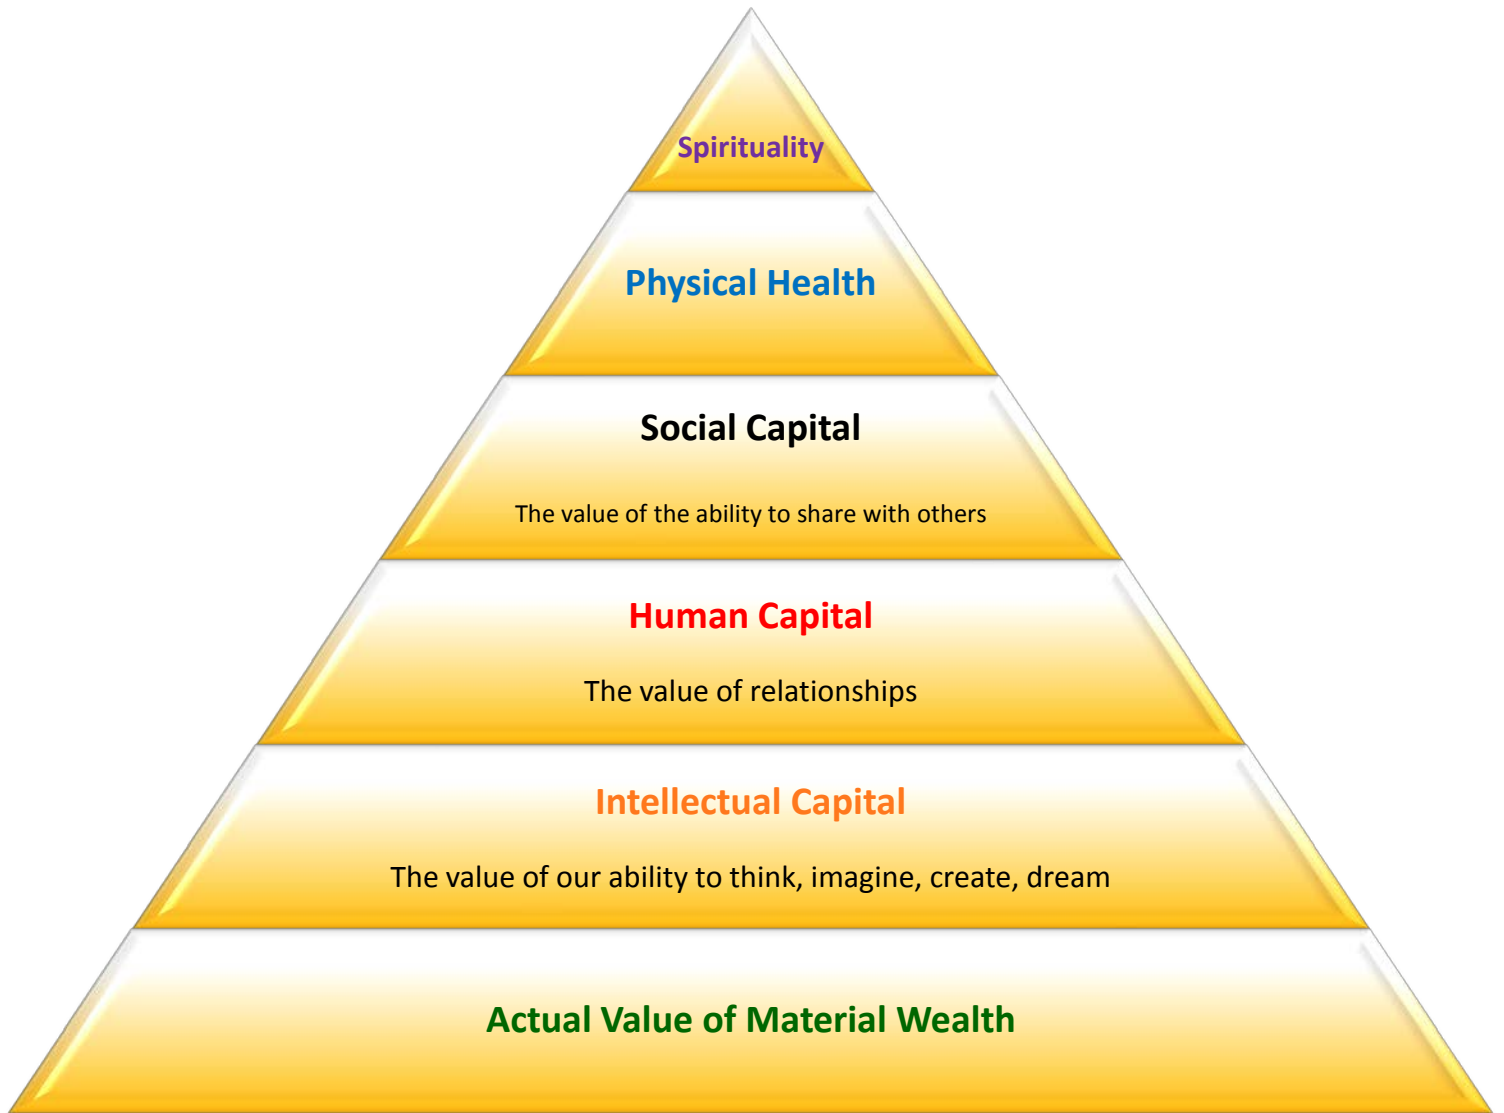 Spirituality
Physical Health
Social Capital
The value of the ability to share with others
Human Capital
The value of relationships
Intellectual Capital
The value of our ability to think, imagine, create, dream
Actual Value of Material Wealth